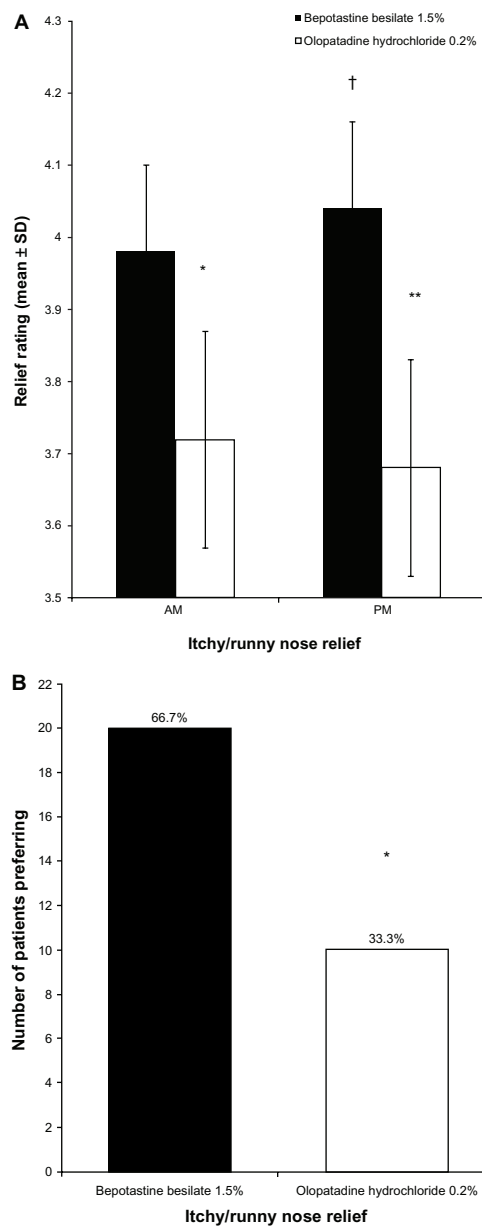 A
Bepotastine besilate 1.5%
Olopatadine hydrochloride 0.2%
Relief rating (mean ± SD)
4.3
4.2
4.1
4
3.9
3.8
3.7
3.6
3.5
*
†
**
AM
PM
Itchy/runny nose relief
B
Number of patients preferring
22
20
18
16
14
12
10
8
6
4
2
0
66.7%
*
33.3%
Bepotastine besilate 1.5%
Olopatadine hydrochloride 0.2%
Itchy/runny nose relief